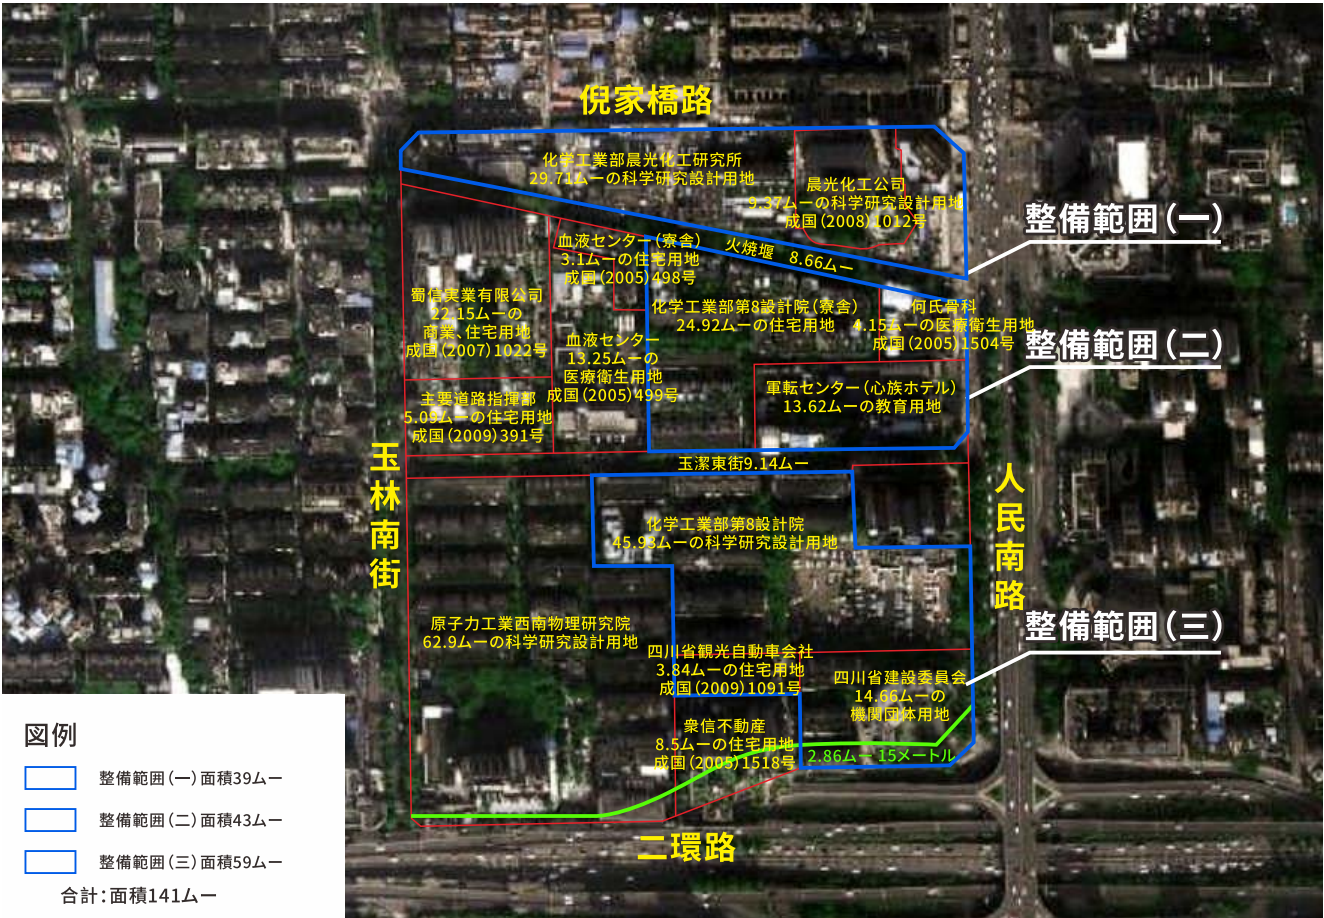 倪家橋路
化学工業部晨光化工研究所
29.71ムーの科学研究設計用地
晨光化工公司
9.37ムーの科学研究設計用地
成国(2008)1012号
整備範囲(一)
火焼堰 8.66ムー
血液センター(寮舎)
3.1ムーの住宅用地
成国(2005)498号
蜀信実業有限公司
22.15ムーの
商業、住宅用地
成国(2007)1022号
化学工業部第8設計院(寮舎)
24.92ムーの住宅用地
何氏骨科
4.15ムーの医療衛生用地
成国(2005)1504号
整備範囲(二)
血液センター
13.25ムーの
医療衛生用地
成国(2005)499号
主要道路指揮部
5.09ムーの住宅用地
成国(2009)391号
軍転センター(心族ホテル)
13.62ムーの教育用地
玉潔東街9.14ムー
玉林南街
人民南路
化学工業部第8設計院
45.93ムーの科学研究設計用地
原子力工業西南物理研究院
62.9ムーの科学研究設計用地
整備範囲(三)
四川省観光自動車会社
3.84ムーの住宅用地
成国(2009)1091号
四川省建設委員会
14.66ムーの
機関団体用地
衆信不動産
8.5ムーの住宅用地
成国(2005)1518号
2.86ムー 15メートル
二環路
図例
整備範囲(一)面積39ムー
整備範囲(二)面積43ムー
整備範囲(三)面積59ムー
合計:面積141ムー